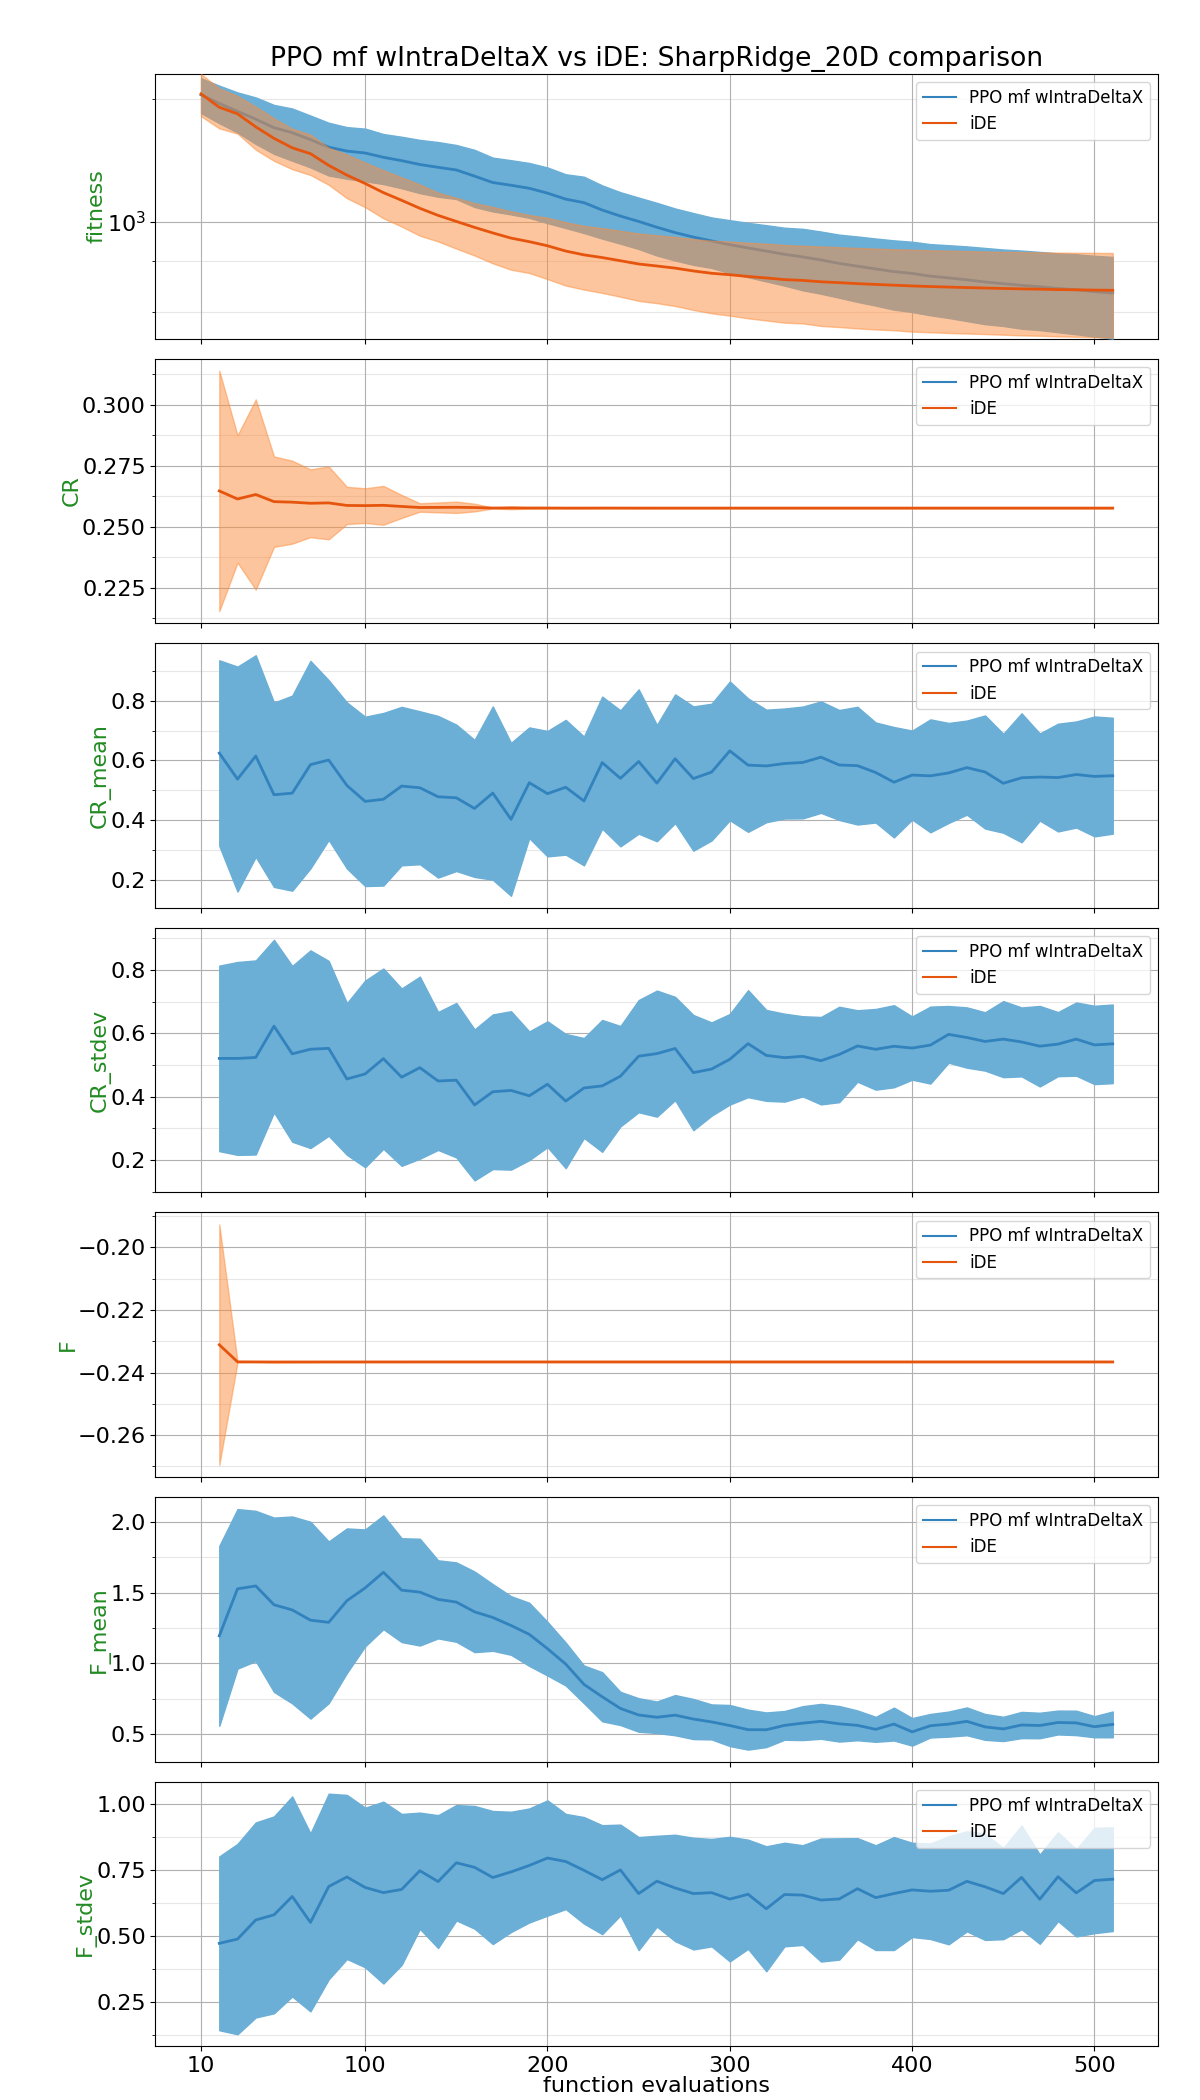 PPO mf wIntraDeltaX vs iDE: SharpRidge_20D comparison
PPO mf wIntraDeltaX
iDE
fitness
10³
PPO mf wIntraDeltaX
iDE
CR
0.300
0.275
0.250
0.225
PPO mf wIntraDeltaX
iDE
CR_mean
0.8
0.6
0.4
0.2
PPO mf wIntraDeltaX
iDE
CR_stdev
0.8
0.6
0.4
0.2
PPO mf wIntraDeltaX
iDE
F
−0.20
−0.22
−0.24
−0.26
PPO mf wIntraDeltaX
iDE
F_mean
2.0
1.5
1.0
0.5
PPO mf wIntraDeltaX
iDE
F_stdev
1.00
0.75
0.50
0.25
10 100 200 300 400 500
function evaluations